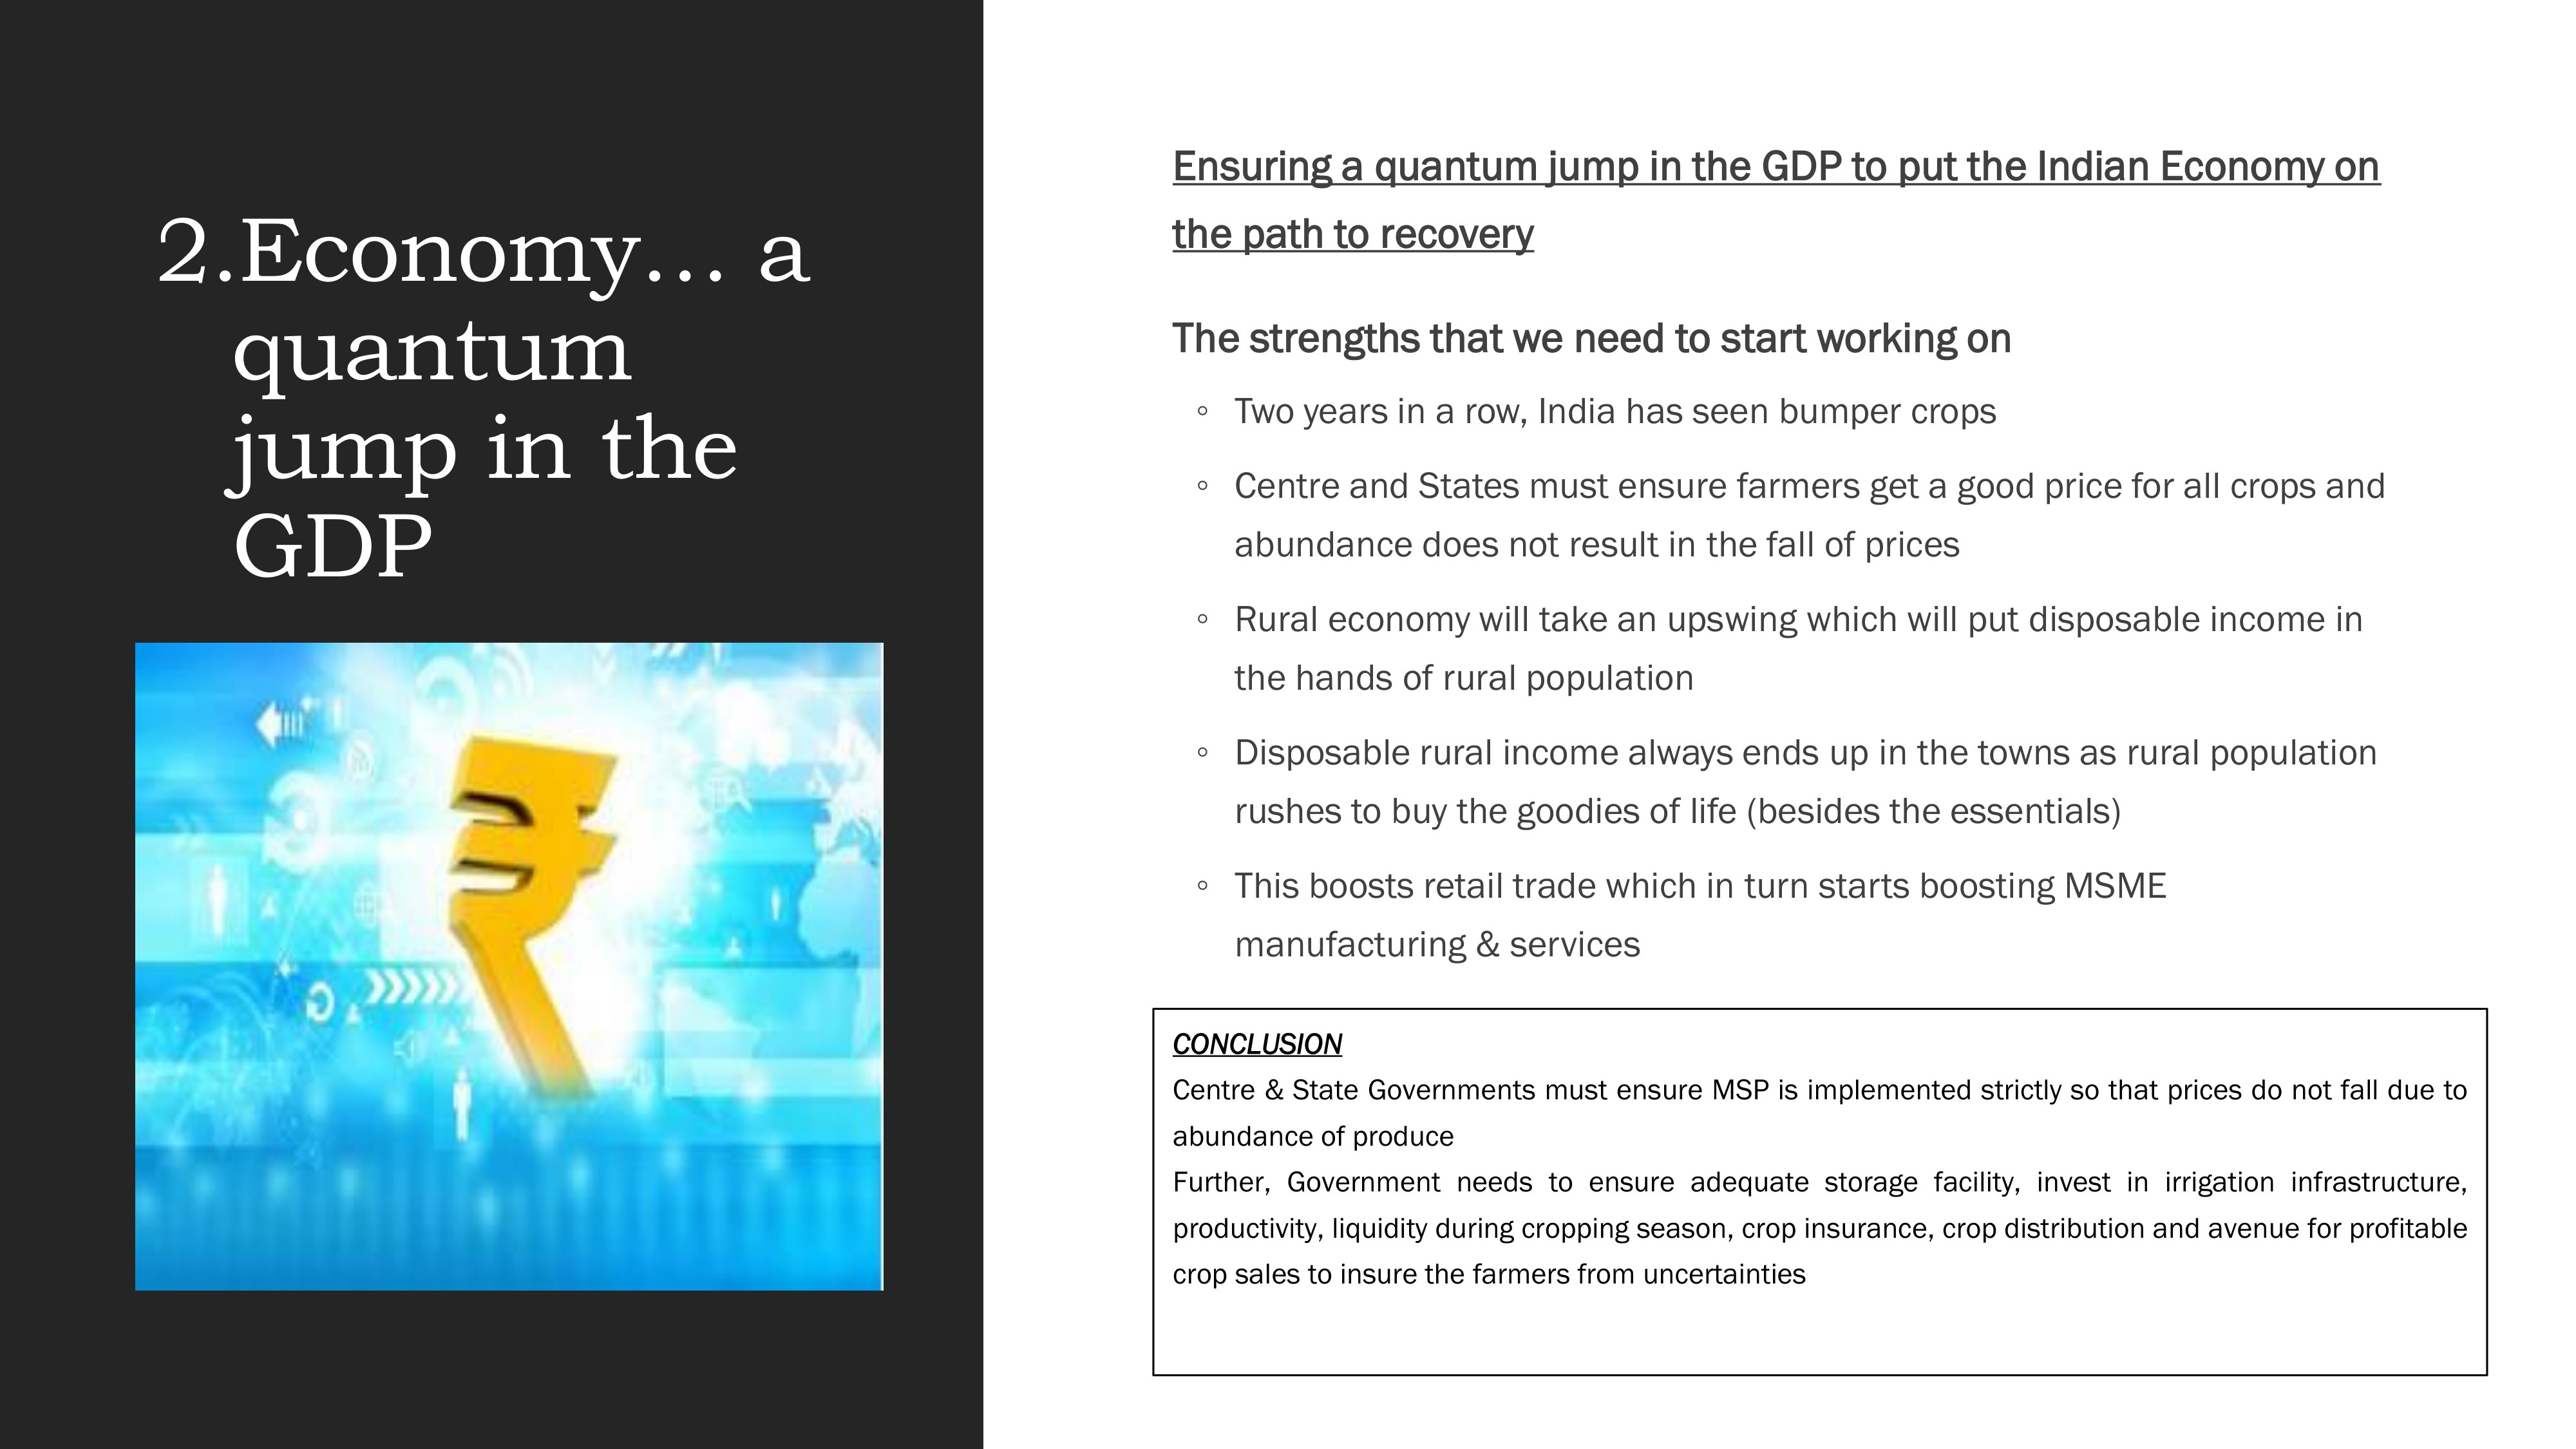 2.Economy… a
quantum
jump in the
GDP
Ensuring a quantum jump in the GDP to put the Indian Economy on
the path to recovery
The strengths that we need to start working on
◦ Two years in a row, India has seen bumper crops
◦ Centre and States must ensure farmers get a good price for all crops and
abundance does not result in the fall of prices
◦ Rural economy will take an upswing which will put disposable income in
the hands of rural population
◦ Disposable rural income always ends up in the towns as rural population
rushes to buy the goodies of life (besides the essentials)
◦ This boosts retail trade which in turn starts boosting MSME
manufacturing & services
CONCLUSION
Centre & State Governments must ensure MSP is implemented strictly so that prices do not fall due to
abundance of produce
Further, Government needs to ensure adequate storage facility, invest in irrigation infrastructure,
productivity, liquidity during cropping season, crop insurance, crop distribution and avenue for profitable
crop sales to insure the farmers from uncertainties